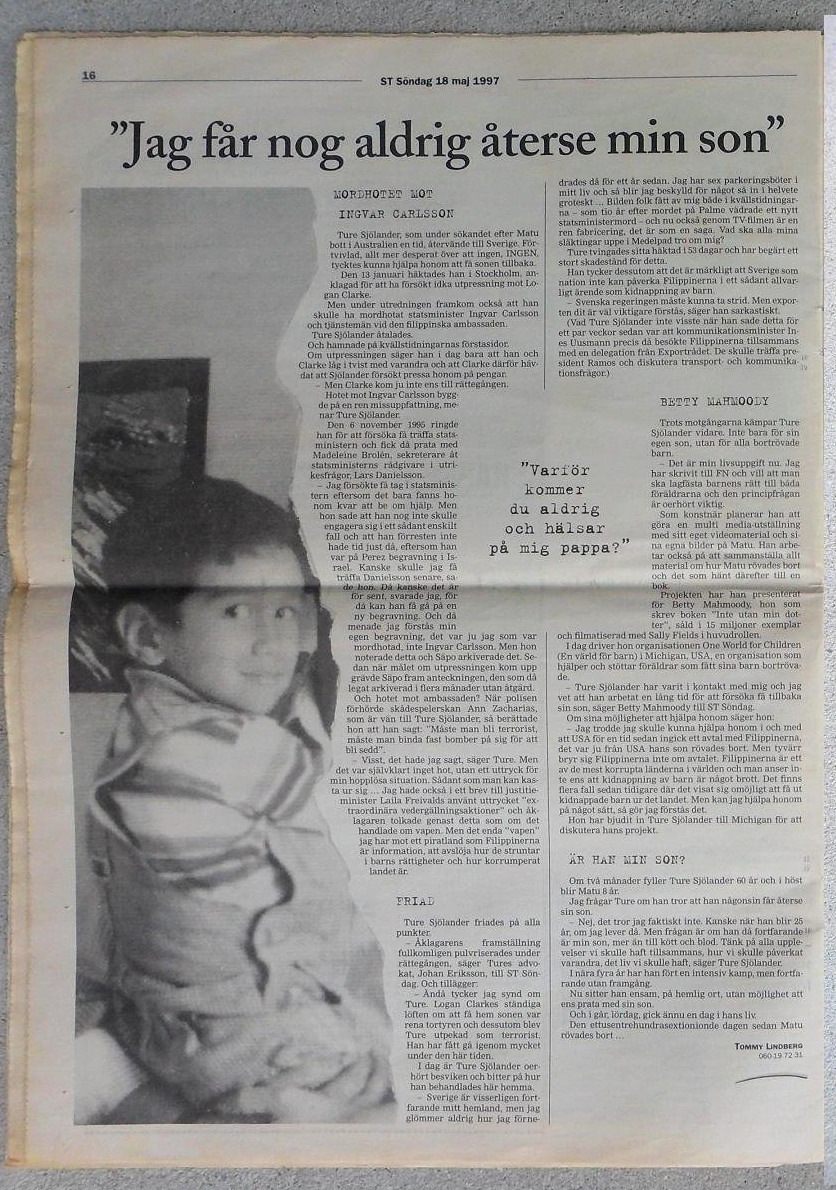 16
ST Söndag 18 maj 1997
”Jag får nog aldrig återse min son”
MORDHOTET MOT
INGVAR CARLSSON
Ture Sjölander, som under sökandet efter Matu
bott i Australien en tid, återvände till Sverige. För-
tvivlad, allt mer desperat över att ingen, INGEN,
tycktes kunna hjälpa honom att få sonen tillbaka.
Den 13 januari häktades han i Stockholm, an-
klagad för att ha försökt idka utpressning mot Lo-
gan Clarke.
Men under utredningen framkom också att han
skulle ha mordhotat statsminister Ingvar Carlsson
och tjänstemän vid den filippinska ambassaden.
Ture Sjölander åtalades.
Och hamnade på kvällstidningarnas förstasidor.
Om utpressningen säger han i dag bara att han och
Clarke låg i tvist med varandra och att Clarke därför häv-
dat att Sjölander försökt pressa honom på pengar.
– Men Clarke kom ju inte ens till rättegången.
Hotet mot Ingvar Carlsson bygg-
de på en ren missuppfattning, me-
nar Ture Sjölander.
Den 6 november 1995 ringde
han för att försöka få träffa stats-
ministern och fick då prata med
Madeleine Brolén, sekreterare åt
statsministerns rådgivare i utri-
kesfrågor, Lars Danielsson.
– Jag försökte få tag i statsminis-
tern eftersom det bara fanns ho-
nom kvar att be om hjälp. Men
hon sade att han nog inte skulle
engagera sig i ett sådant enskilt
fall och att han förresten inte
hade tid just då, eftersom han
var på Perez begravning i Is-
rael. Kanske skulle jag få
träffa Danielsson senare, sa-
de hon. Då kanske det är
för sent, svarade jag, för
då kan han få gå på en
ny begravning. Och då
menade jag förstås min
egen begravning, det var ju jag som var
mordhotad, inte Ingvar Carlsson. Men hon
noterade detta och Säpo arkiverade det. Se-
dan när målet om utpressningen kom upp
grävde Säpo fram anteckningen, den som då
legat arkiverad i flera månader utan åtgärd.
Och hotet mot ambassaden? När polisen
förhörde skådespelerskan Ann Zacharias,
som är vän till Ture Sjölander, så berättade
hon att han sagt: ”Måste man bli terrorist,
måste man binda fast bomber på sig för att
bli sedd”.
– Visst, det hade jag sagt, säger Ture. Men
det var självklart inget hot, utan ett uttryck för
min hopplösa situation. Sådant som man kan kas-
ta ur sig ... Jag hade också i ett brev till justitie-
minister Laila Freivalds använt uttrycket ”ex-
traordinära vedergällningsaktioner” och åk-
lagaren tolkade genast detta som om det
handlade om vapen. Men det enda ”vapen”
jag har mot ett piratland som Filippinerna
är information, att avslöja hur de struntar
i barns rättigheter och hur korrumperat
landet är.
FRIAD
Ture Sjölander friades på alla
punkter.
– Åklagarens framställning
fullkomligen pulvriserades under
rättegången, säger Tures advo-
kat, Johan Eriksson, till ST Sön-
dag. Och tillägger:
– Ändå tycker jag synd om
Ture. Logan Clarkes ständiga
löften om att få hem sonen var
rena tortyren och dessutom blev
Ture utpekad som terrorist.
Han har fått gå igenom mycket
under den här tiden.
I dag är Ture Sjölander oer-
hört besviken och bitter på hur
han behandlades här hemma.
– Sverige är visserligen fort-
farande mitt hemland, men jag
glömmer aldrig hur jag förne-
drades då för ett år sedan. Jag har sex parkeringsböter i
mitt liv och så blir jag beskylld för något så in i helvete
groteskt ... Bilden folk fått av mig både i kvällstidningar-
na – som tio år efter mordet på Palme vädrade ett nytt
statsministermord – och nu också genom TV-filmen är en
ren fabricering, det är som en saga. Vad ska alla mina
släktingar uppe i Medelpad tro om mig?
Ture tvingades sitta häktad i 53 dagar och har begärt ett
stort skadestånd för detta.
Han tycker dessutom att det är märkligt att Sverige som
nation inte kan påverka Filippinerna i ett sådant allvar-
ligt ärende som kidnappning av barn.
– Svenska regeringen måste kunna ta strid. Men expor-
ten dit är väl viktigare förstås, säger han sarkastiskt.
(Vad Ture Sjölander inte visste när han sade detta för
ett par veckor sedan var att kommunikationsminister In-
es Uusmann precis då besökte Filippinerna tillsammans
med en delegation från Exportrådet. De skulle träffa pre-
sident Ramos och diskutera transport- och kommunika-
tionsfrågor.)
”Varför
kommer
du aldrig
och hälsar
på mig pappa?”
BETTY MAHMOODY
Trots motgångarna kämpar Ture
Sjölander vidare. Inte bara för sin
egen son, utan för alla bortrövade
barn.
– Det är min livsuppgift nu. Jag
har skrivit till FN och vill att man
ska lagfästa barnens rätt till båda
föräldrarna och den principfrågan
är oerhört viktig.
Som konstnär planerar han att
göra en multi media-utställning
med sitt eget videomaterial och si-
na egna bilder på Matu. Han arbe-
tar också på att sammanställa allt
material om hur Matu rövades bort
och det som hänt därefter till en
bok.
Projekten har han presenterat
för Betty Mahmoody, hon som
skrev boken ”Inte utan min dot-
ter”, såld i 15 miljoner exemplar
och filmatiserad med Sally Fields i huvudrollen.
I dag driver hon organisationen One World for Children
(En värld för barn) i Michigan, USA, en organisation som
hjälper och stöttar föräldrar som fått sina barn bortröva-
de.
– Ture Sjölander har varit i kontakt med mig och jag
vet att han arbetat en lång tid för att försöka få tillbaka
sin son, säger Betty Mahmoody till ST Söndag.
Om sina möjligheter att hjälpa honom säger hon:
– Jag trodde jag skulle kunna hjälpa honom i och med
att USA för en tid sedan ingick ett avtal med Filippinerna,
det var ju från USA hans son rövades bort. Men tyvärr
bryr sig Filippinerna inte om avtalet. Filippinerna är ett
av de mest korrupta länderna i världen och man anser in-
te ens att kidnappning av barn är något brott. Det finns
flera fall sedan tidigare där det visat sig omöjligt att få ut
kidnappade barn ur det landet. Men kan jag hjälpa honom
på något sätt, så gör jag förstås det.
Hon har bjudit in Ture Sjölander till Michigan för att
diskutera hans projekt.
ÄR HAN MIN SON?
Om två månader fyller Ture Sjölander 60 år och i höst
blir Matu 8 år.
Jag frågar Ture om han tror att han någonsin får återse
sin son.
– Nej, det tror jag faktiskt inte. Kanske när han blir 25
år, om jag lever då. Men frågan är om han då fortfarande
är min son, mer än till kött och blod. Tänk på alla upple-
velser vi skulle haft tillsammans, hur vi skulle påverkat
varandra, det liv vi skulle haft, säger Ture Sjölander.
I nära fyra år har han fört en intensiv kamp, men fortfa-
rande utan framgång.
Nu sitter han ensam, på hemlig ort, utan möjlighet att
ens prata med sin son.
Och i går, lördag, gick ännu en dag i hans liv.
Den ettusentrehundrasextionionde dagen sedan Matu
rövades bort ...
TOMMY LINDBERG
060 19 72 31